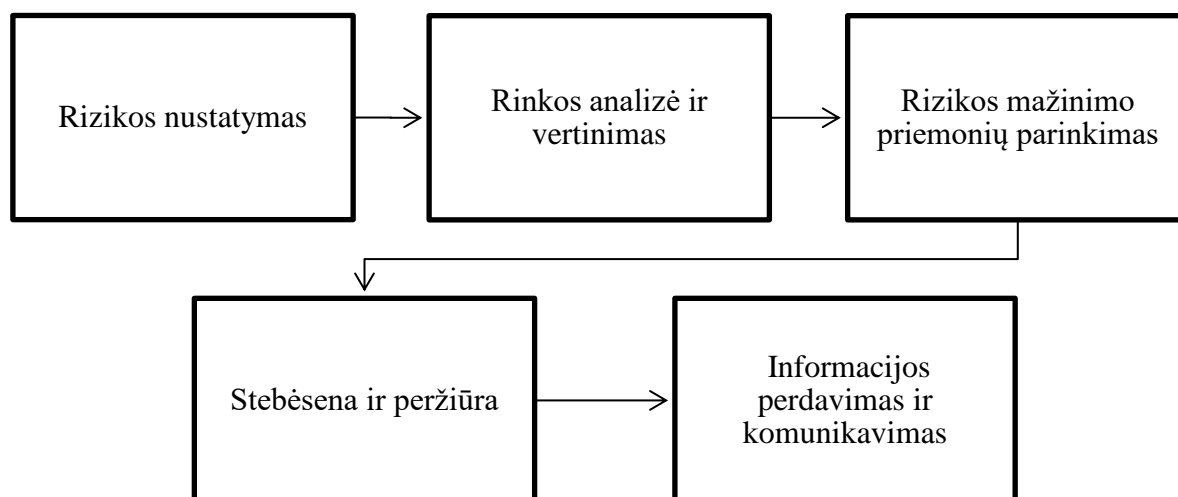 Rizikos nustatymas
Rinkos analizė ir
vertinimas
Rizikos mažinimo
priemonių parinkimas
Stebėsena ir peržiūra
Informacijos
perdavimas ir
komunikavimas